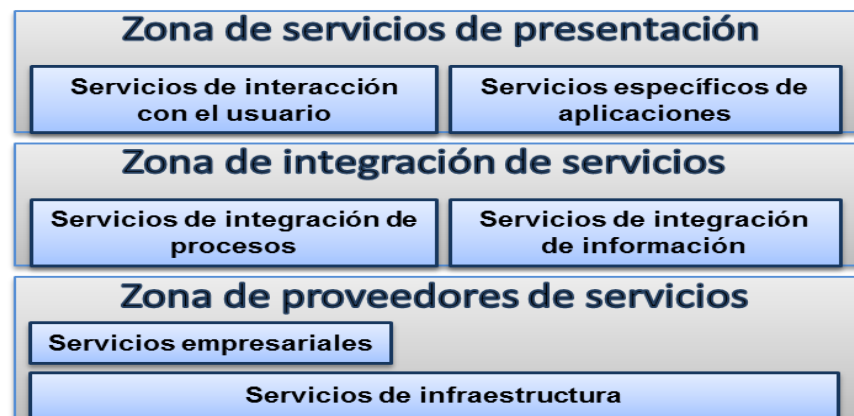 Zona de servicios de presentación
Servicios de interacción
con el usuario
Servicios específicos de
aplicaciones
Zona de integración de servicios
Servicios de integración de
procesos
Servicios de integración
de información
Zona de proveedores de servicios
Servicios empresariales
Servicios de infraestructura